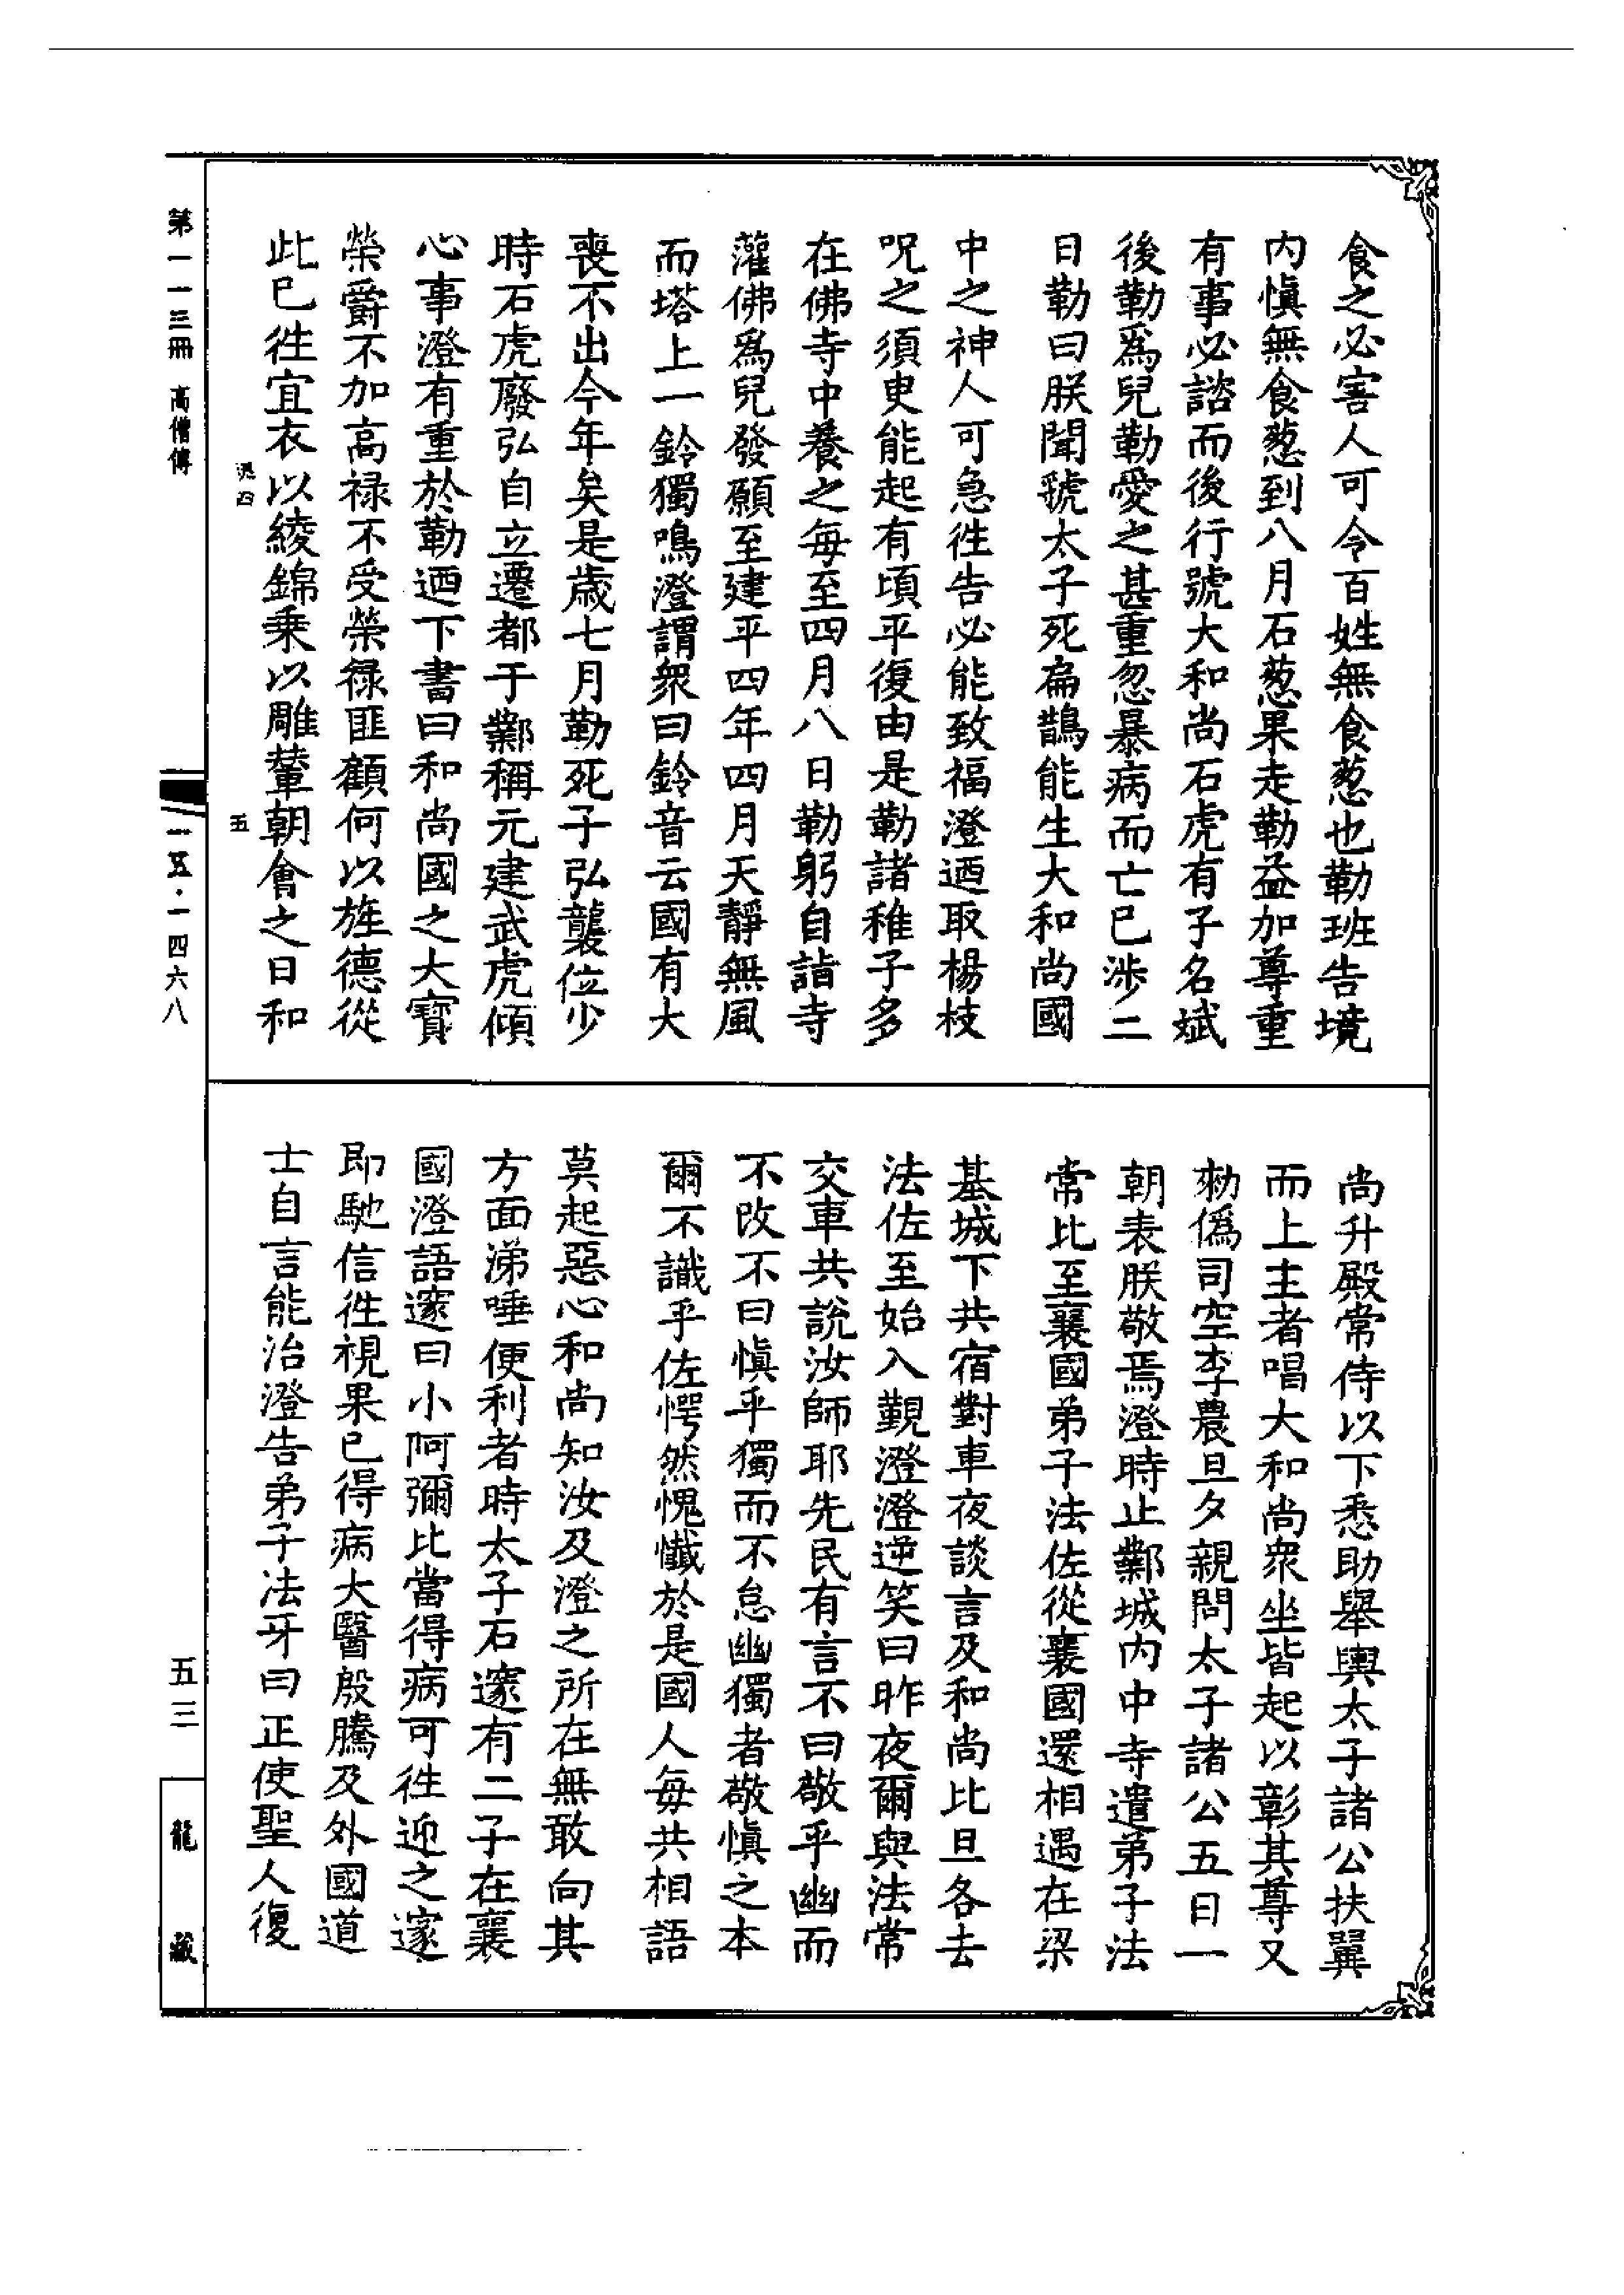 食之必害人可令百姓無食葱也勒班告境
内慎無食葱到八月石葱果走勒益加尊重
有事必諮而後行號大和尚石虎有子名斌
後勒爲兒勒愛之甚重忽暴病而亡已涉二
日勒曰朕聞虢太子死扁鵲能生大和尚國
中之神人可急徃告必能致福澄迺取楊枝
呪之須史能起有頃平復由是勒諸稚子多
在佛寺中養之每至四月八日勒躬自詣寺
灌佛爲兒發願至建平四年四月天靜無風
而塔上一鈴獨鳴澄謂衆曰鈴音云國有大
喪不出今年矣是歲七月勒死子弘襲位少
時石虎廢弘自立遷都于鄴稱元建武虎傾
心事澄有重於勒迺下書曰和尚國之大寶
榮爵不加高禄不受榮禄匪顧何以旌德從
此已徃宜衣以綾錦乘以雕輦朝會之日和
五
尚升殿常侍以下悉助舉輿太子諸公扶翼
而上主者唱大和尚衆坐皆起以彰其尊又
勑僞司空李農旦夕親問太子諸公五日一
朝表朕敬焉澄時止鄴城内中寺遣弟子法
常比至襄國弟子法佐從襄國還相遇在梁
基城下共宿對車夜談言及和尚比旦各去
法佐至始入覲澄澄逆笑曰昨夜爾與法常
交車共說汝師耶先民有言不曰敬乎幽而
不改不曰慎乎獨而不怠幽獨者敬慎之本
爾不識乎佐愕然愧懺於是國人每共相語
莫起惡心和尚知汝及澄之所在無敢向其
方面涕唾便利者時太子石邃有二子在襄
國澄語邃曰小阿彌比當得病可徃迎之邃
即馳信徃視果已得病大醫殷騰及外國道
士自言能治澄告弟子法牙曰正使聖人復
第一一三冊 高僧傳
一五·一四六八
五三
龍藏